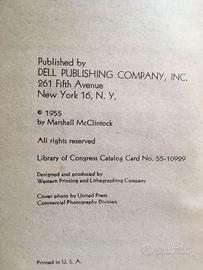 Published by
DELL PUBLISHING COMPANY, INC.
261 Fifth Avenue
New York 16, N. Y.
© 1955
by Marshall McClintock
All rights reserved
Library of Congress Catalog Card No. 55-10999
Designed and produced by
Western Printing and Lithographing Company
Cover photo by United Press
Commercial Photography Division
Printed in U. S. A.
subito